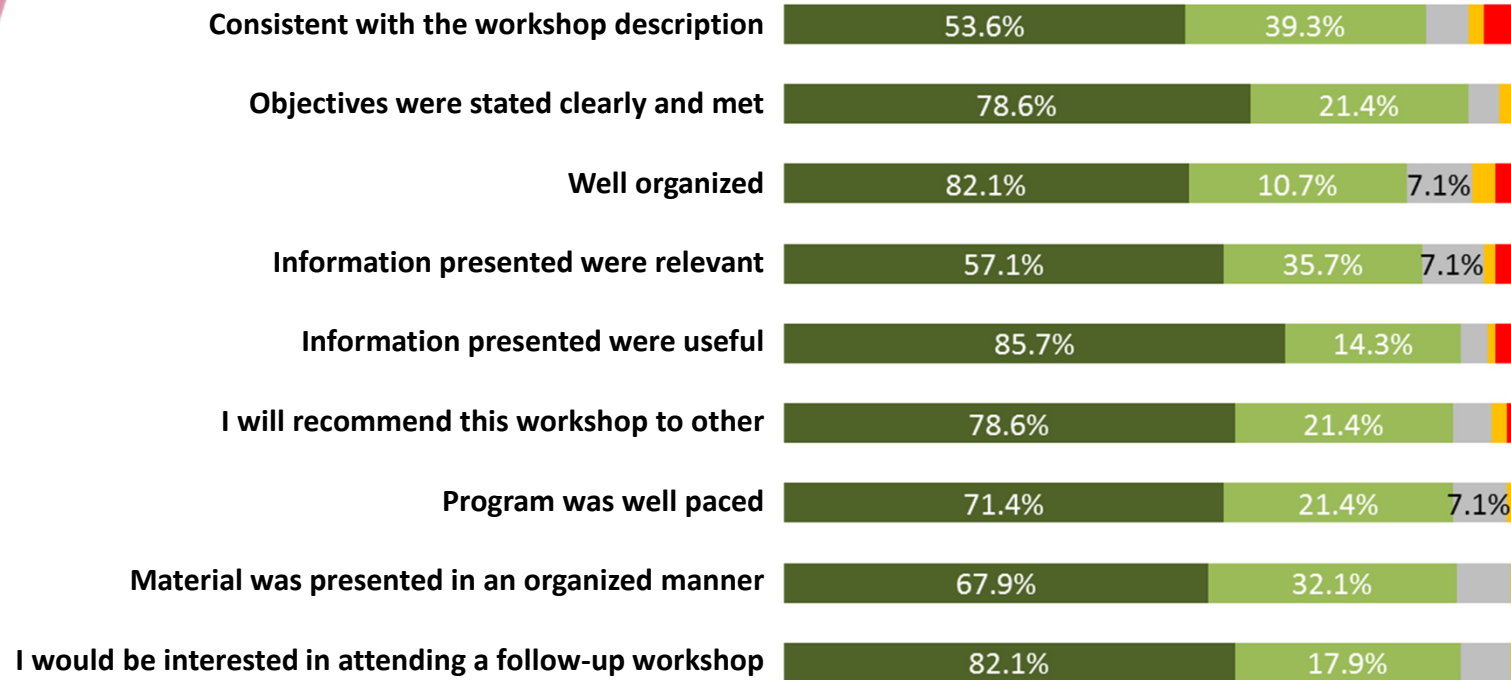 Consistent with the workshop description 53.6% 39.3%
Objectives were stated clearly and met 78.6% 21.4%
Well organized 82.1% 10.7% 7.1%
Information presented were relevant 57.1% 35.7% 7.1%
Information presented were useful 85.7% 14.3%
I will recommend this workshop to other 78.6% 21.4%
Program was well paced 71.4% 21.4% 7.1%
Material was presented in an organized manner 67.9% 32.1%
I would be interested in attending a follow-up workshop 82.1% 17.9%